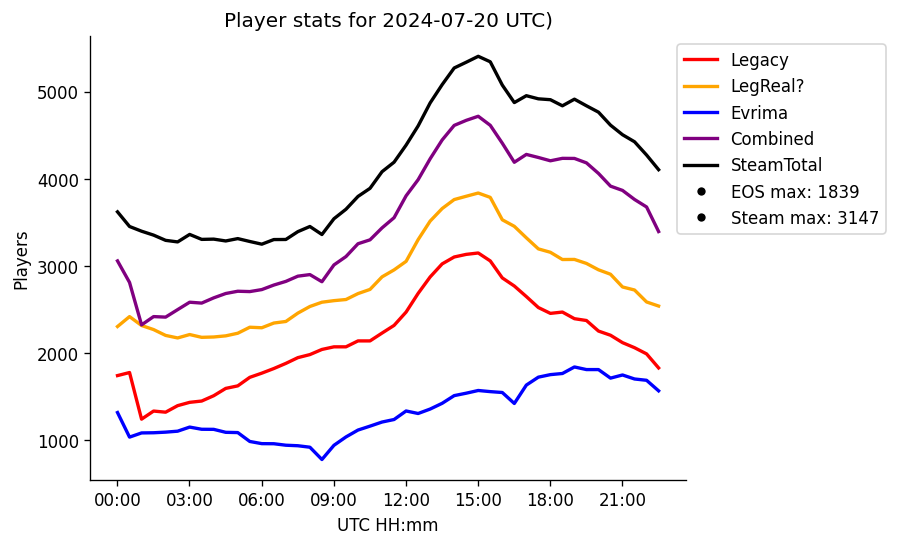 Player stats for 2024-07-20 UTC)
Players
5000
4000
3000
2000
1000
00:00 03:00 06:00 09:00 12:00 15:00 18:00 21:00
UTC HH:mm
Legacy
LegReal?
Evrima
Combined
SteamTotal
EOS max: 1839
Steam max: 3147